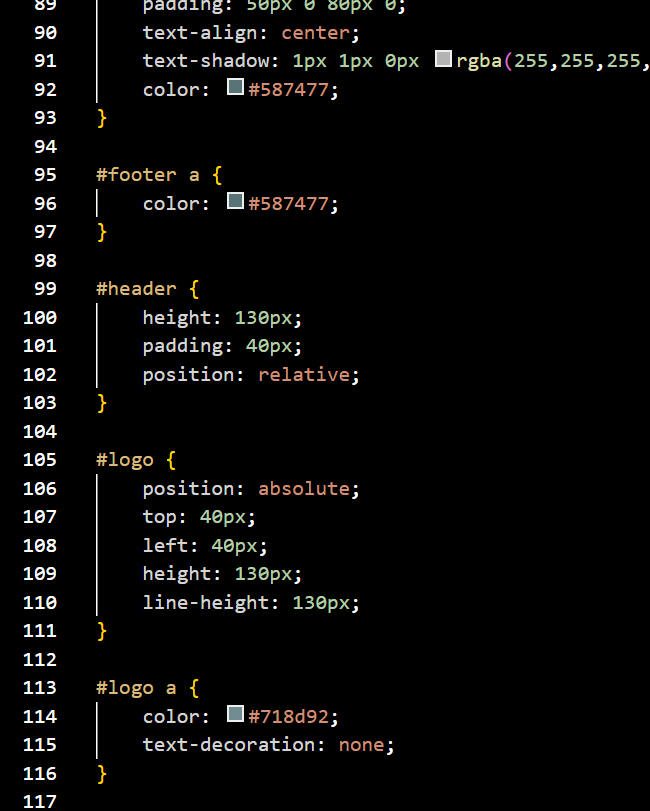 89 padding: 50px 0 80px 0;
90 text-align: center;
91 text-shadow: 1px 1px 0px rgba(255,255,255,
92 color: #587477;
93 }
94
95 #footer a {
96 color: #587477;
97 }
98
99 #header {
100 height: 130px;
101 padding: 40px;
102 position: relative;
103 }
104
105 #logo {
106 position: absolute;
107 top: 40px;
108 left: 40px;
109 height: 130px;
110 line-height: 130px;
111 }
112
113 #logo a {
114 color: #718d92;
115 text-decoration: none;
116 }
117